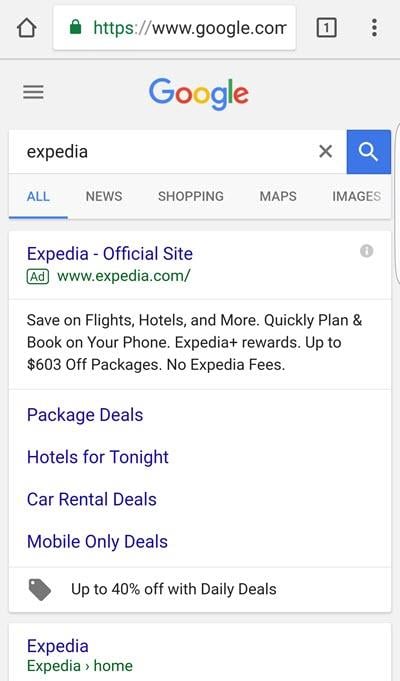 https://www.google.com
1
Google
expedia
ALL NEWS SHOPPING MAPS IMAGES
Expedia - Official Site
Ad www.expedia.com/
Save on Flights, Hotels, and More. Quickly Plan &
Book on Your Phone. Expedia+ rewards. Up to
$603 Off Packages. No Expedia Fees.
Package Deals
Hotels for Tonight
Car Rental Deals
Mobile Only Deals
Up to 40% off with Daily Deals
Expedia
Expedia › home